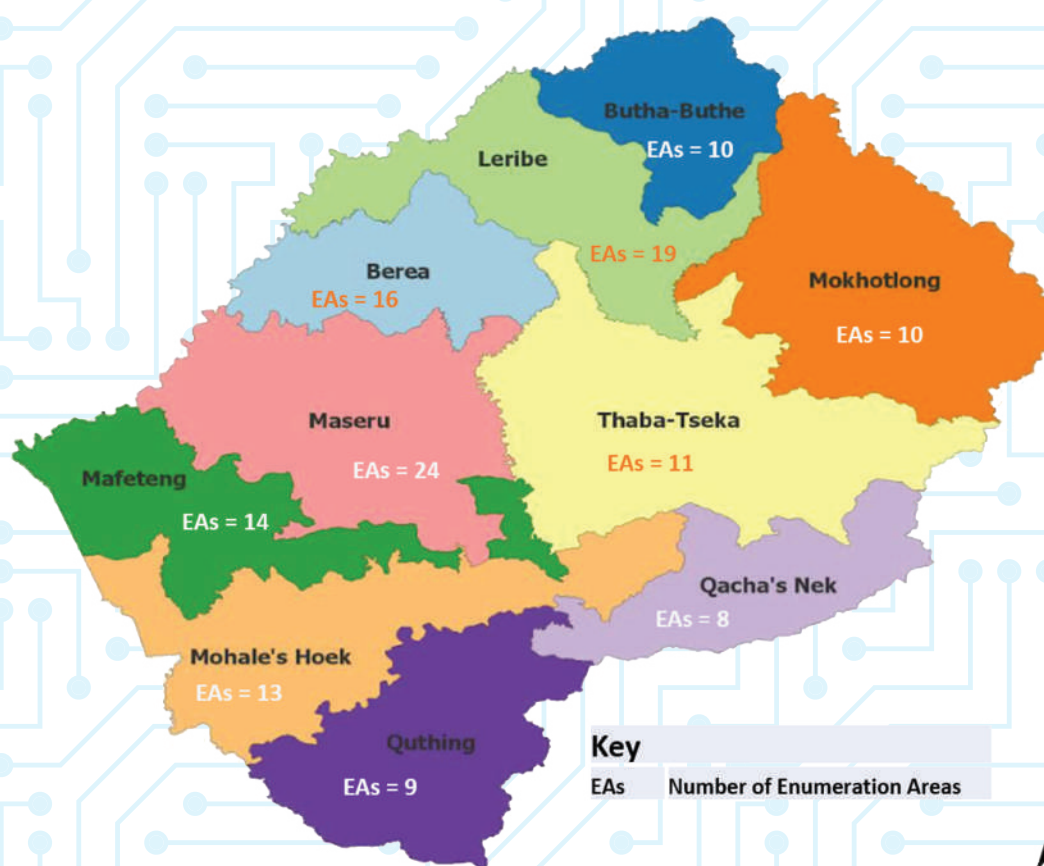 Butha-Buthe
EAs = 10
Leribe
EAs = 19
Berea
EAs = 16
Mokhotlong
EAs = 10
Maseru
EAs = 24
Thaba-Tseka
EAs = 11
Mafeteng
EAs = 14
Qacha's Nek
EAs = 8
Mohale's Hoek
EAs = 13
Quthing
EAs = 9
Key
EAs Number of Enumeration Areas